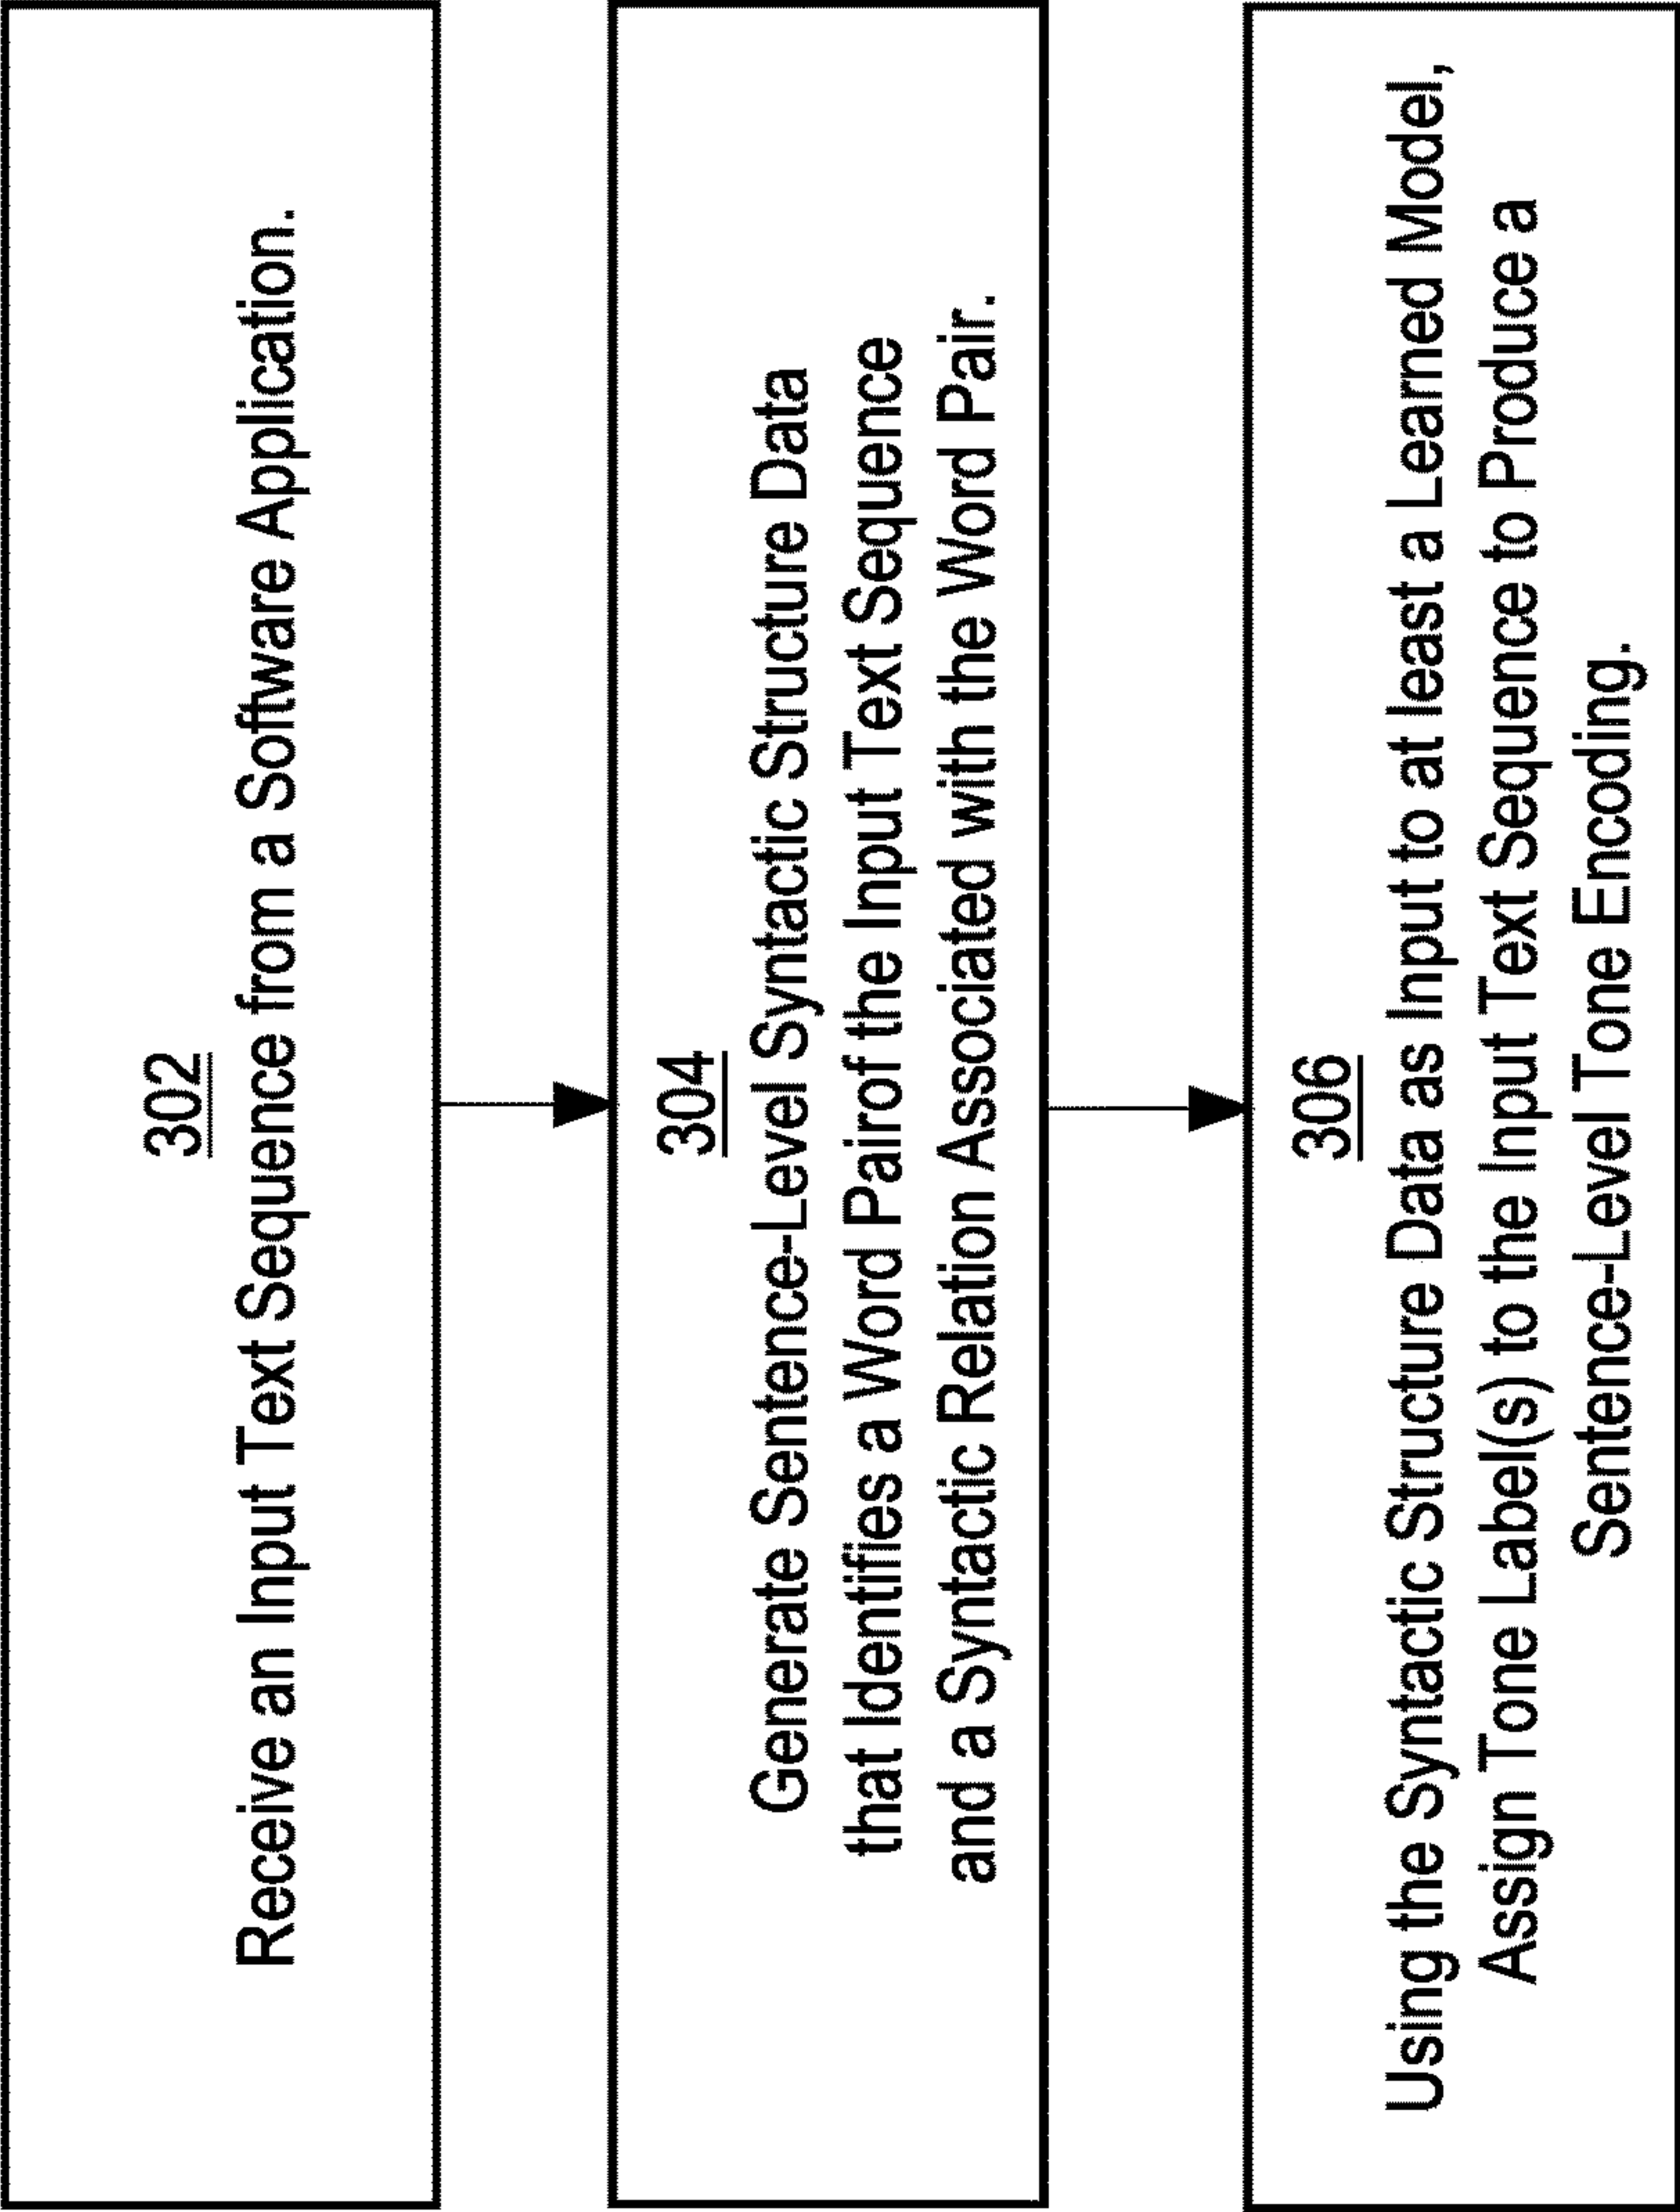 302
Receive an Input Text Sequence from a Software Application.
304
Generate Sentence-Level Syntactic Structure Data
that Identifies a Word Pairof the Input Text Sequence
and a Syntactic Relation Associated with the Word Pair.
306
Using the Syntactic Structure Data as Input to at least a Learned Model,
Assign Tone Label(s) to the Input Text Sequence to Produce a
Sentence-Level Tone Encoding.